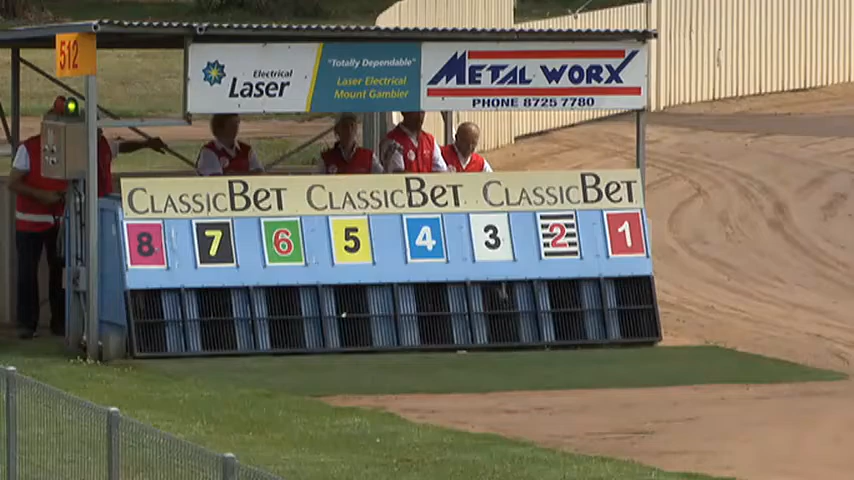 512
Electrical
Laser
"Totally Dependable"
Laser Electrical
Mount Gambier
METAL WORX
PHONE 8725 7780
CLASSICBET CLASSICBET CLASSICBET
8 7 6 5 4 3 2 1